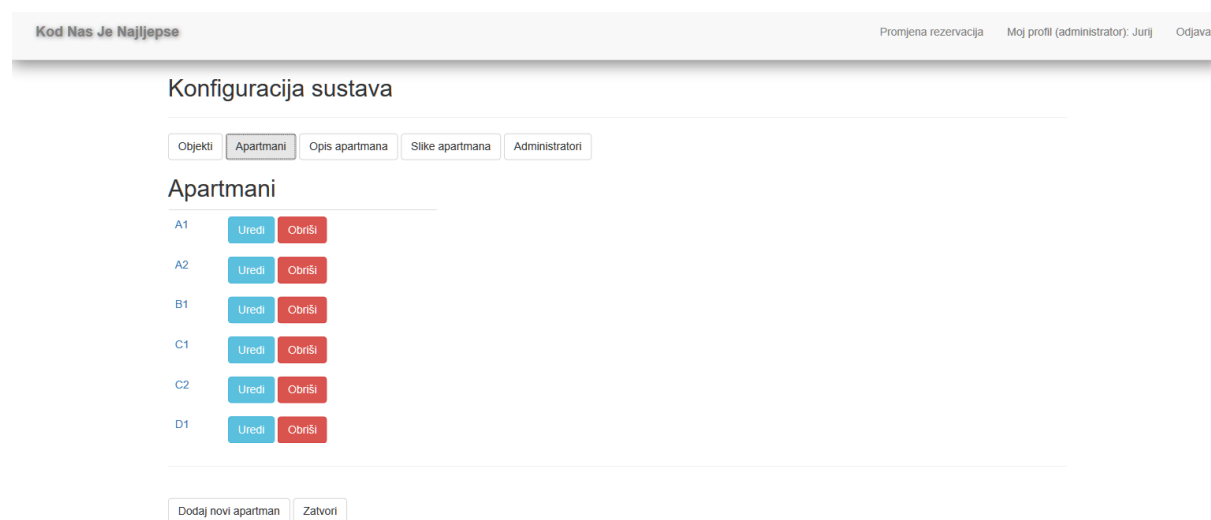 Kod Nas Je Najljepse Promjena rezervacija Moj profil (administrator): Jurij Odjava
Konfiguracija sustava
Objekti Apartmani Opis apartmana Slike apartmana Administratori
Apartmani
A1 Uredi Obriši
A2 Uredi Obriši
B1 Uredi Obriši
C1 Uredi Obriši
C2 Uredi Obriši
D1 Uredi Obriši
Dodaj novi apartman Zatvori